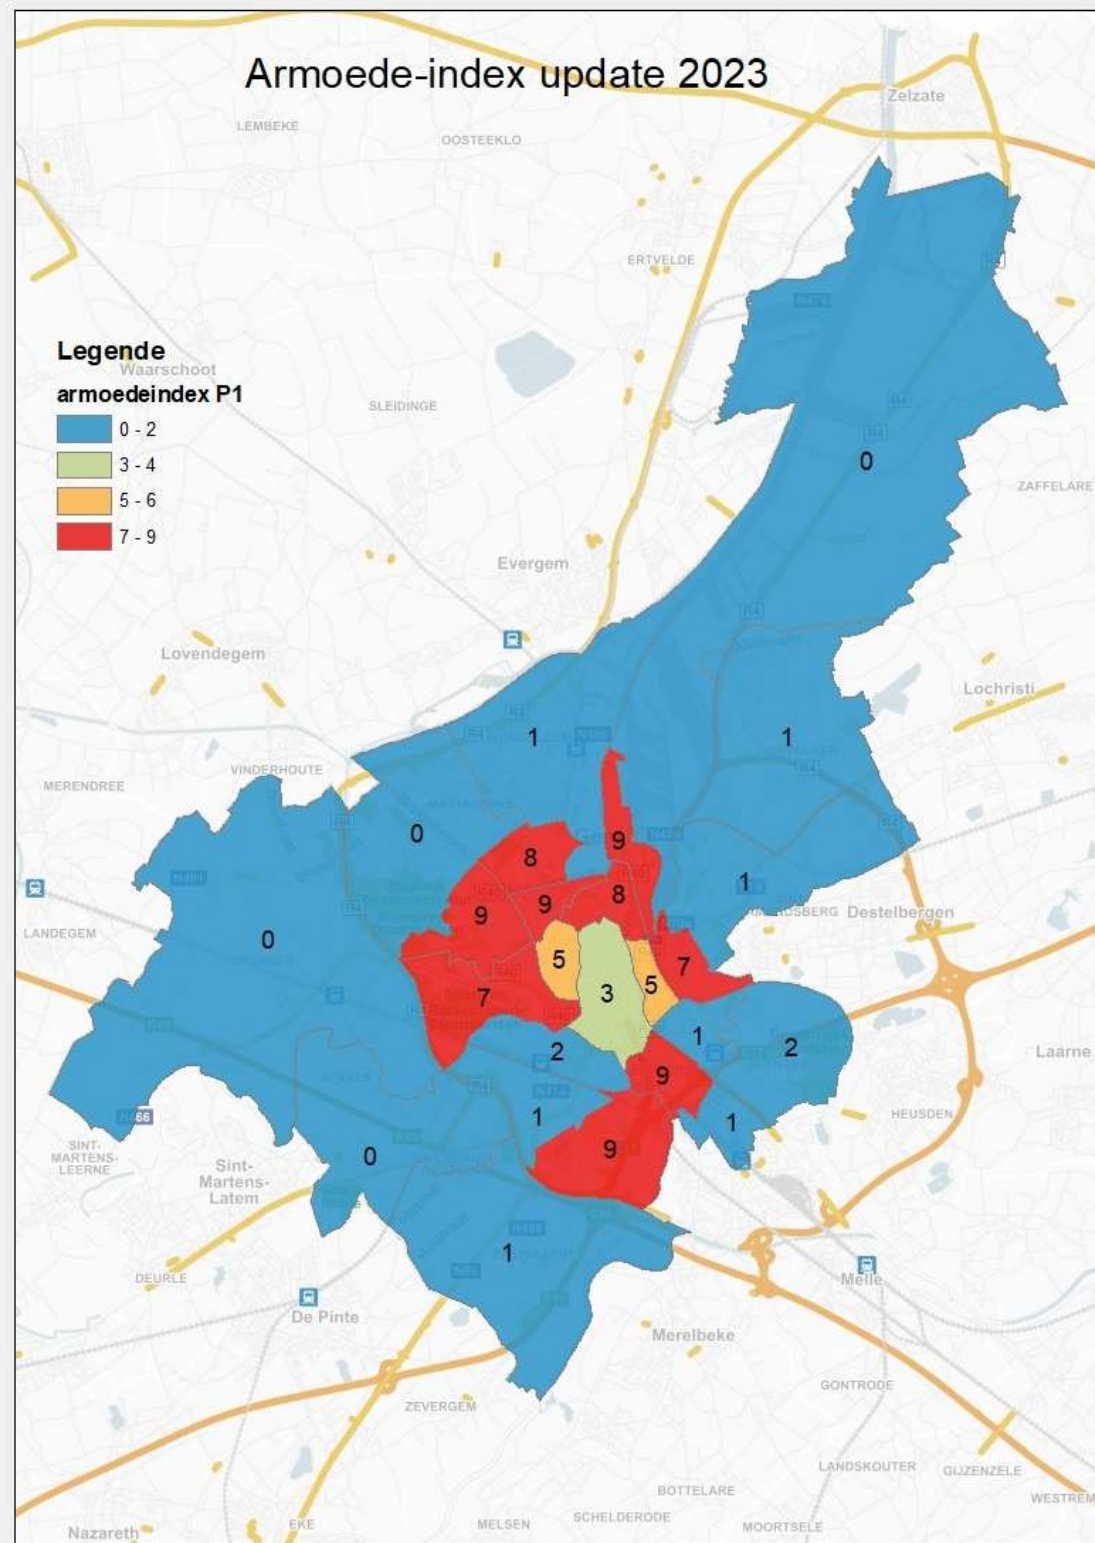 Armoede-index update 2023
Zelzate
LEMBEKE
OOSTEEKLO
ERTVELDE
Legende
Waarschoot
armoedeindex P1
SLEIDINGE
0 - 2
3 - 4
0
5 - 6
ZAFFELARE
7 - 9
Evergem
Lovendegem
Lochristi
1
1
VINDERHOUTE
MERENDREE
0
9
8
1
8
9
9
Destelbergen
LANDEGEM
0
5
7
5
3
7
1
2
2
Laarne
9
HEUSDEN
1
1
9
SINT-
MARTENS-
LEERNE
0
Sint-
Martens-
Latem
1
DEURLE
Melle
De Pinte
Merelbeke
GONTRODE
ZEVERGEM
LANDSKOUTER
GIJZENZELE
BOTTELARE
WESTREM
SCHELDERODE
EKE
MELSEN
MOORTSELE
Nazareth